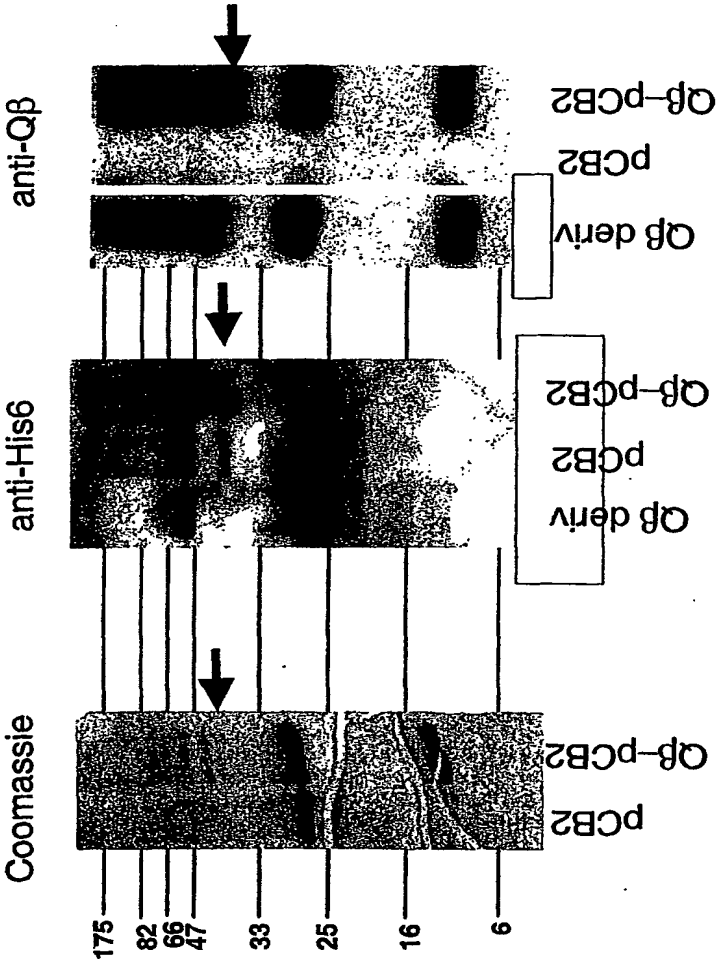 Coomassie
anti-His6
anti-Qβ
175
82
66
47
33
25
16
6
pCB2
Qβ–pCB2
Qβ deriv
pCB2
Qβ–pCB2
Qβ deriv
pCB2
Qβ–pCB2